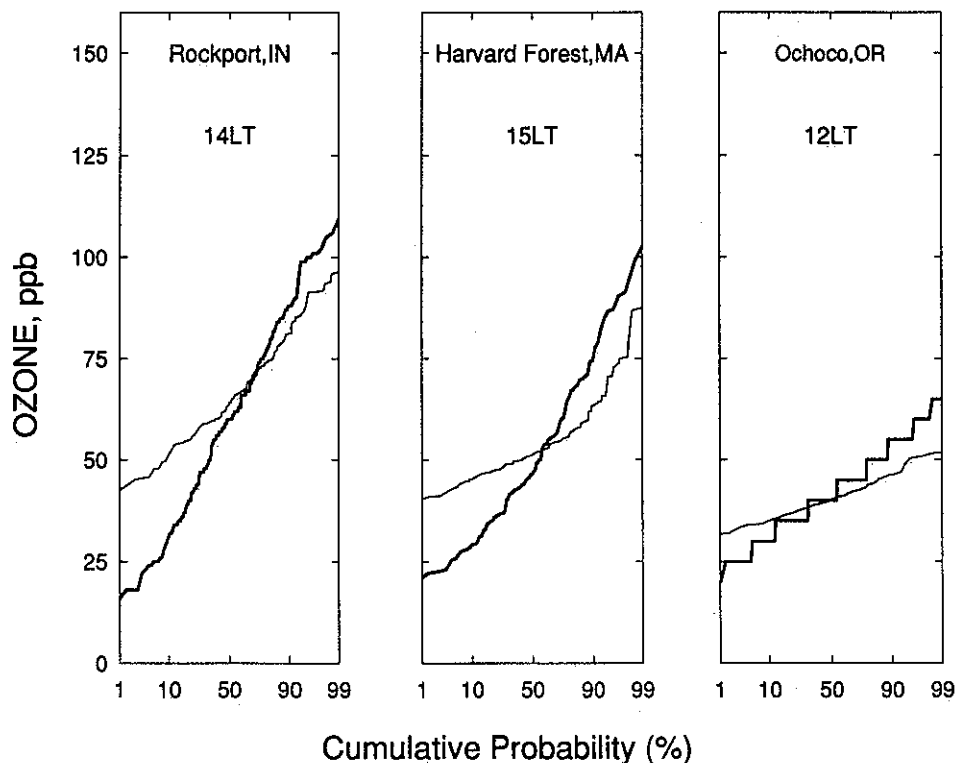 OZONE, ppb
150
125
100
75
50
25
0
Rockport,IN
14LT
1 10 50 90 99
Harvard Forest,MA
15LT
1 10 50 90 99
Ochoco,OR
12LT
1 10 50 90 99
Cumulative Probability (%)